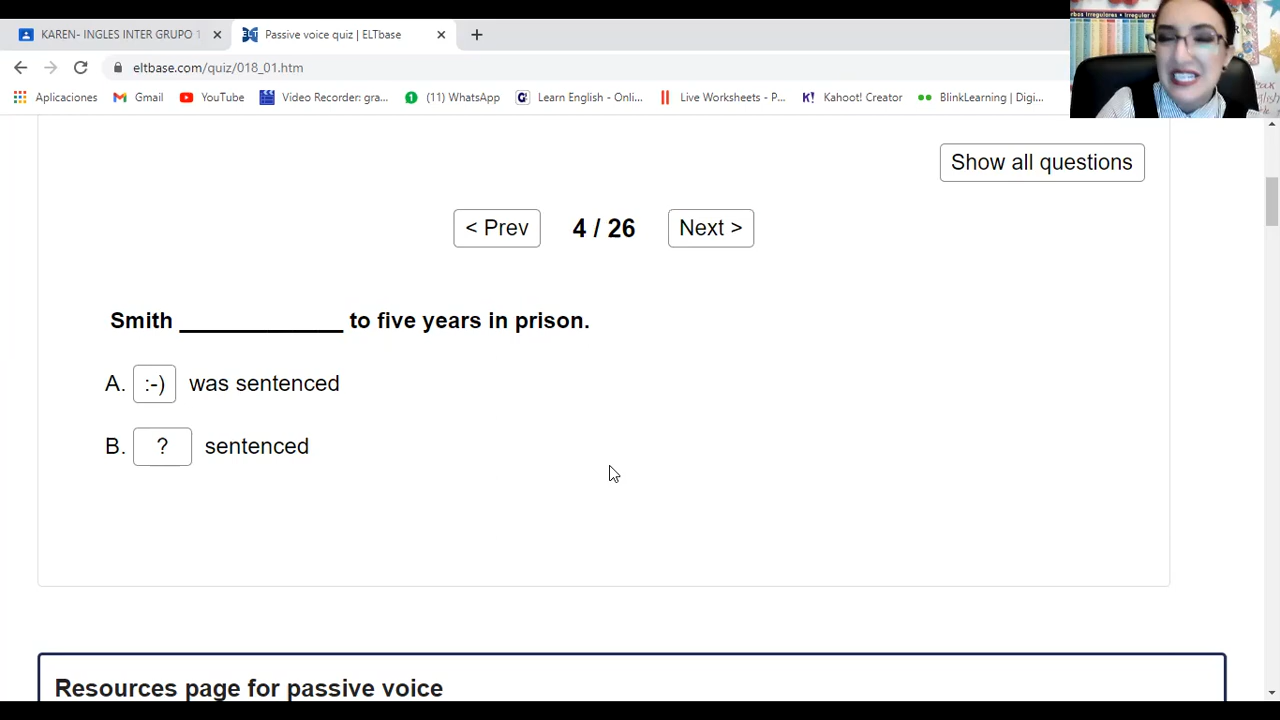 KAREN- INGLES INTER GRUPO 1
Passive voice quiz | ELTbase
eltbase.com/quiz/018_01.htm
Aplicaciones
Gmail
YouTube
Video Recorder: gra...
(11) WhatsApp
Learn English - Onli...
Live Worksheets - P...
K! Kahoot! Creator
BlinkLearning | Digi...
Show all questions
< Prev 4 / 26 Next >
Smith _____________ to five years in prison.
A. :-) was sentenced
B. ? sentenced
Resources page for passive voice